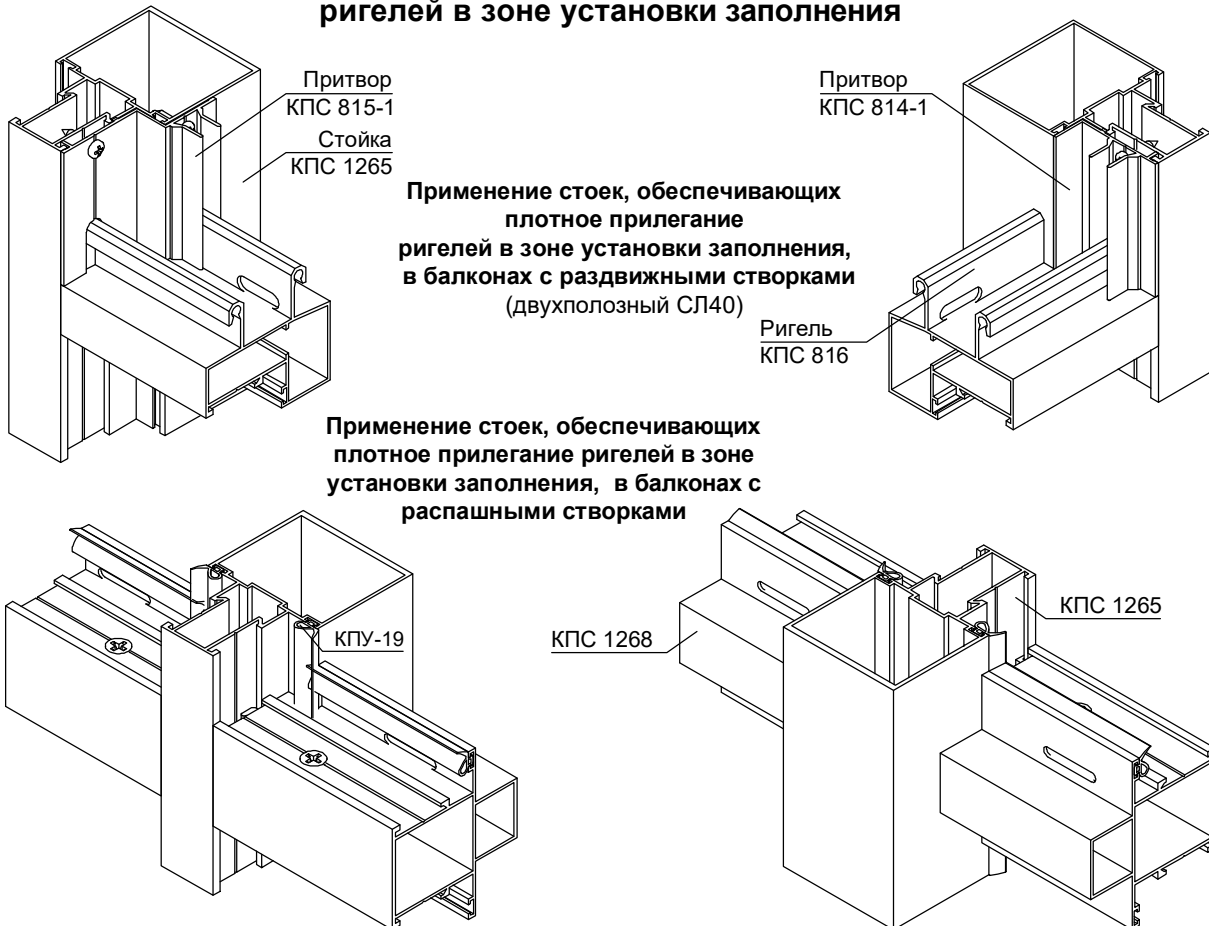 ригелей в зоне установки заполнения
Притвор
КПС 815-1
Стойка
КПС 1265
Притвор
КПС 814-1
Применение стоек, обеспечивающих
плотное прилегание
ригелей в зоне установки заполнения,
в балконах с раздвижными створками
(двухполозный СЛ40)
Ригель
КПС 816
Применение стоек, обеспечивающих
плотное прилегание ригелей в зоне
установки заполнения, в балконах с
распашными створками
КПУ-19
КПС 1268
КПС 1265